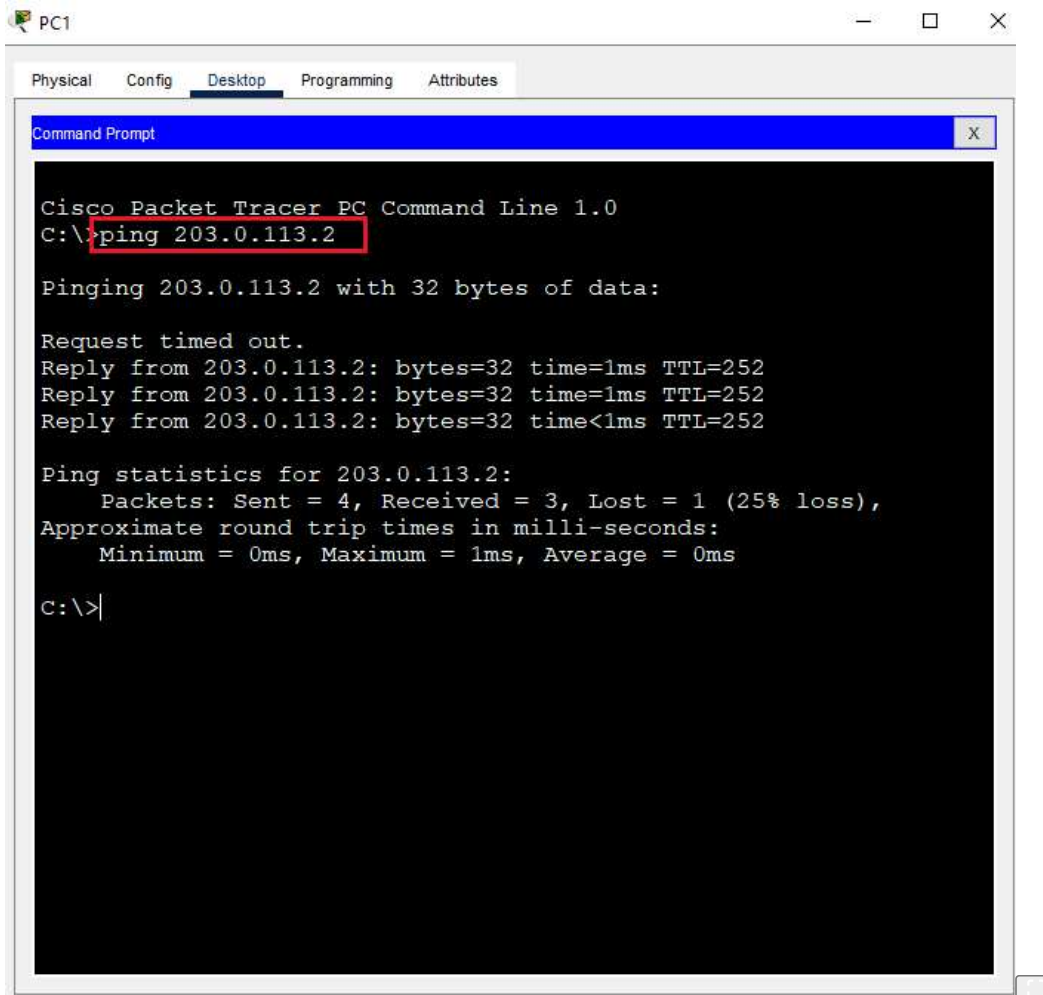 PC1
Physical Config Desktop Programming Attributes
Command Prompt X
Cisco Packet Tracer PC Command Line 1.0
C:\>ping 203.0.113.2
Pinging 203.0.113.2 with 32 bytes of data:
Request timed out.
Reply from 203.0.113.2: bytes=32 time=1ms TTL=252
Reply from 203.0.113.2: bytes=32 time=1ms TTL=252
Reply from 203.0.113.2: bytes=32 time<1ms TTL=252
Ping statistics for 203.0.113.2:
Packets: Sent = 4, Received = 3, Lost = 1 (25% loss),
Approximate round trip times in milli-seconds:
Minimum = 0ms, Maximum = 1ms, Average = 0ms
C:\>